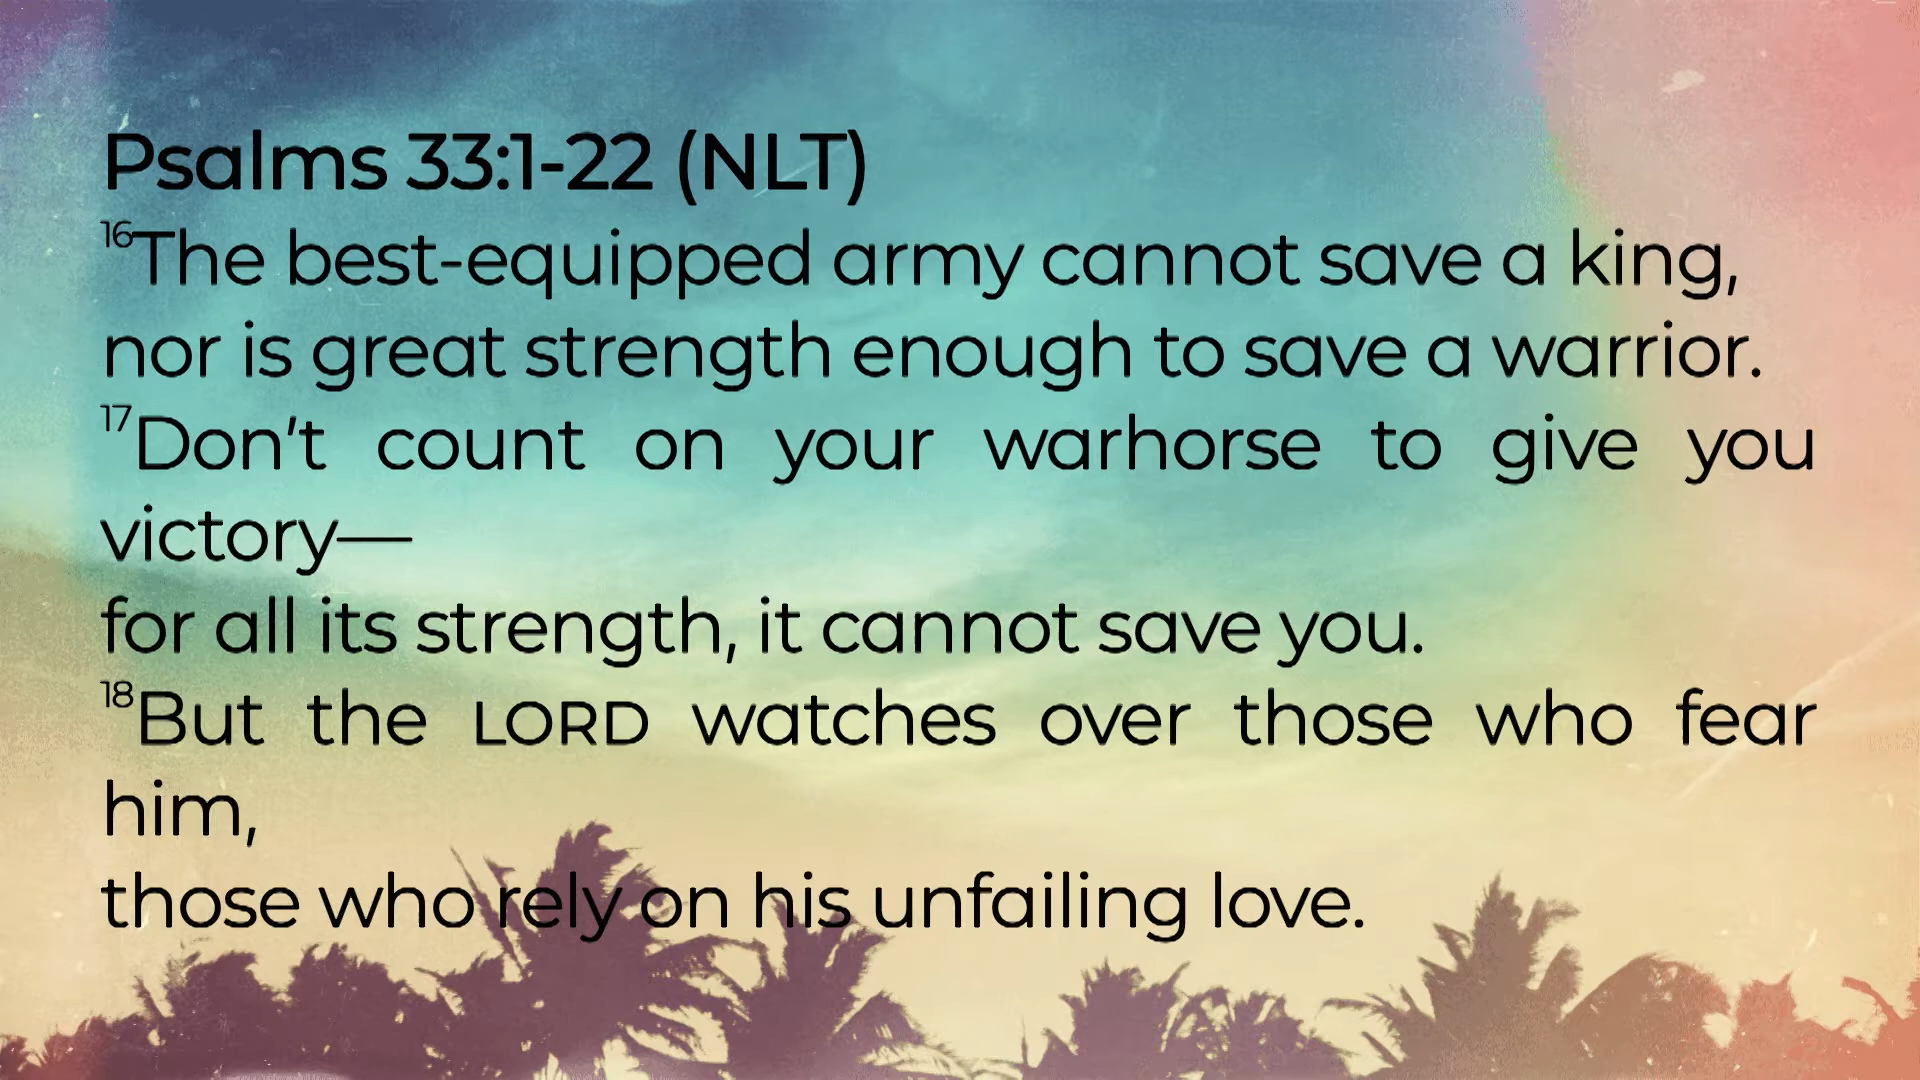 Psalms 33:1-22 (NLT)
16The best-equipped army cannot save a king,
nor is great strength enough to save a warrior.
17Don't count on your warhorse to give you
victory—
for all its strength, it cannot save you.
18But the LORD watches over those who fear
him,
those who rely on his unfailing love.